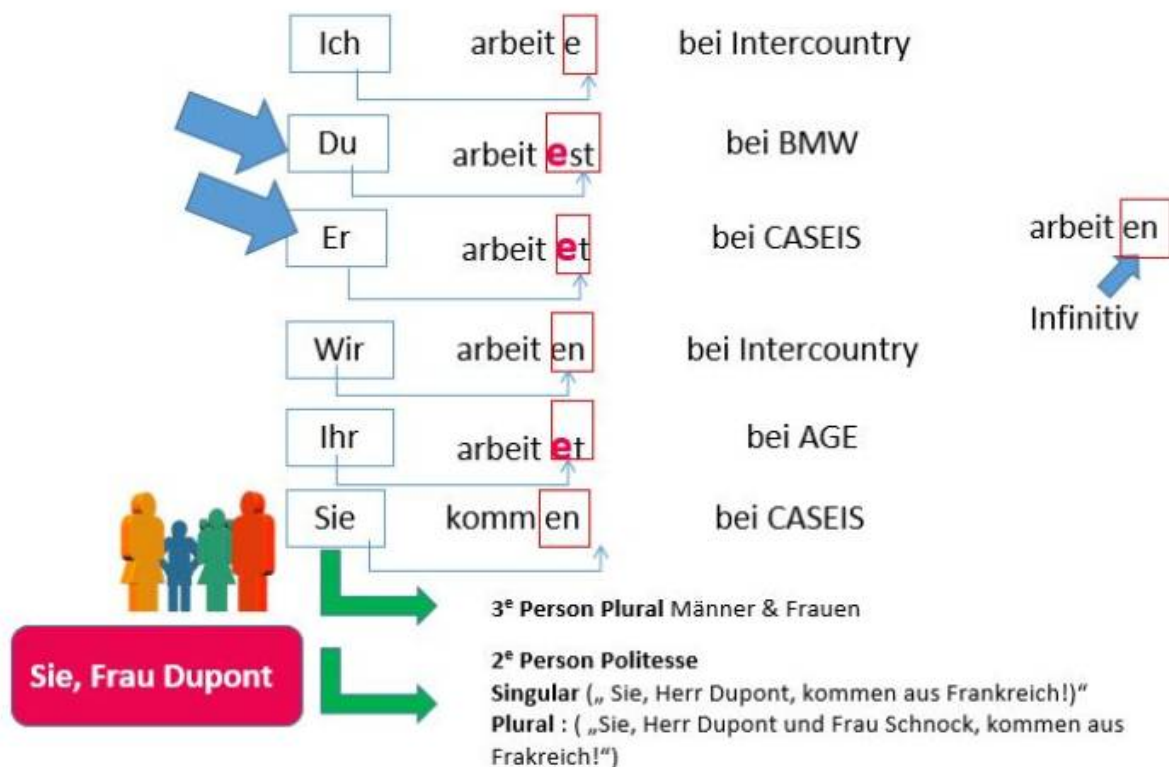 Ich arbeit e bei Intercountry
Du arbeit est bei BMW
Er arbeit et bei CASEIS
arbeit en
Infinitiv
Wir arbeit en bei Intercountry
Ihr arbeit et bei AGE
Sie komm en bei CASEIS
3e Person Plural Männer & Frauen
Sie, Frau Dupont
2e Person Politesse
Singular („ Sie, Herr Dupont, kommen aus Frankreich!)“
Plural : ( „Sie, Herr Dupont und Frau Schnock, kommen aus
Frakreich!“)